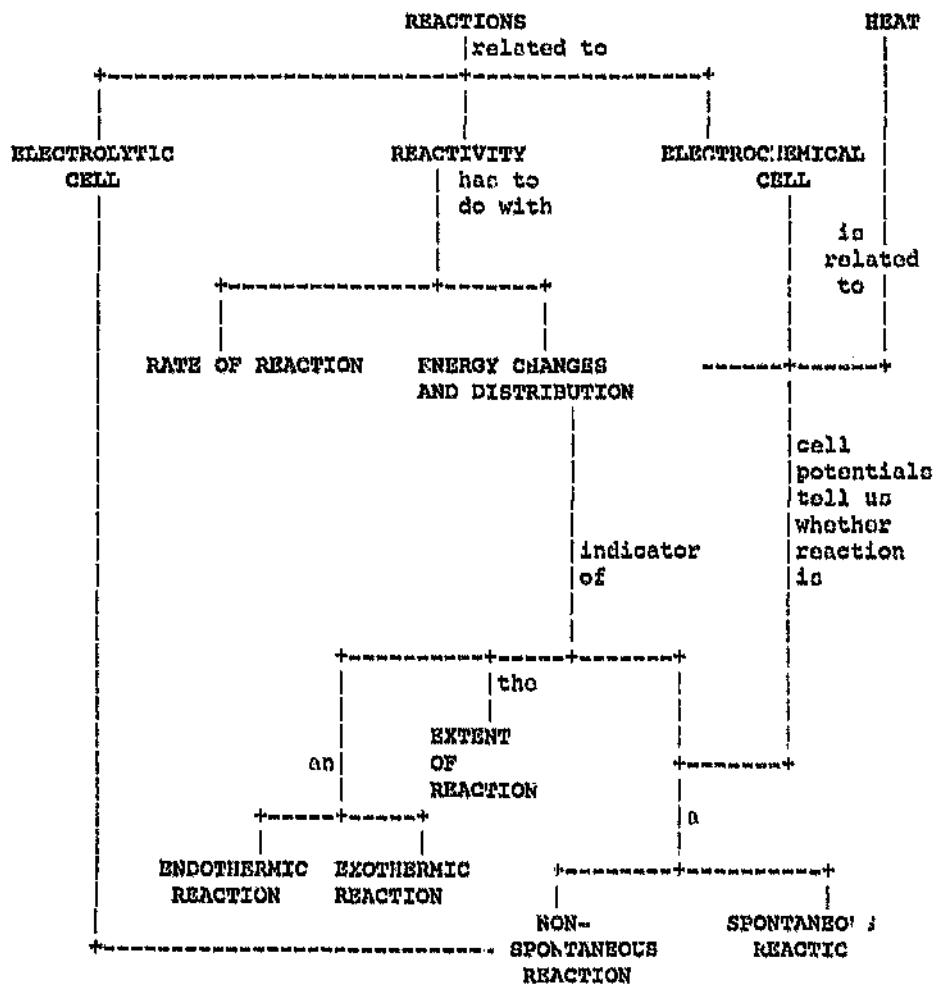 REACTIONS HEAT
related to
ELECTROLYTIC REACTIVITY ELECTROCHEMICAL
CELL has to CELL
do with
is
related
to
RATE OF REACTION ENERGY CHANGES
AND DISTRIBUTION
cell
potentials
tell us
whether
indicator reaction
of is
the
EXTENT
an OF
REACTION
a
ENDOTHERMIC EXOTHERMIC
REACTION REACTION
NON- SPONTANEOUS
SPONTANEOUS REACTIO
REACTION